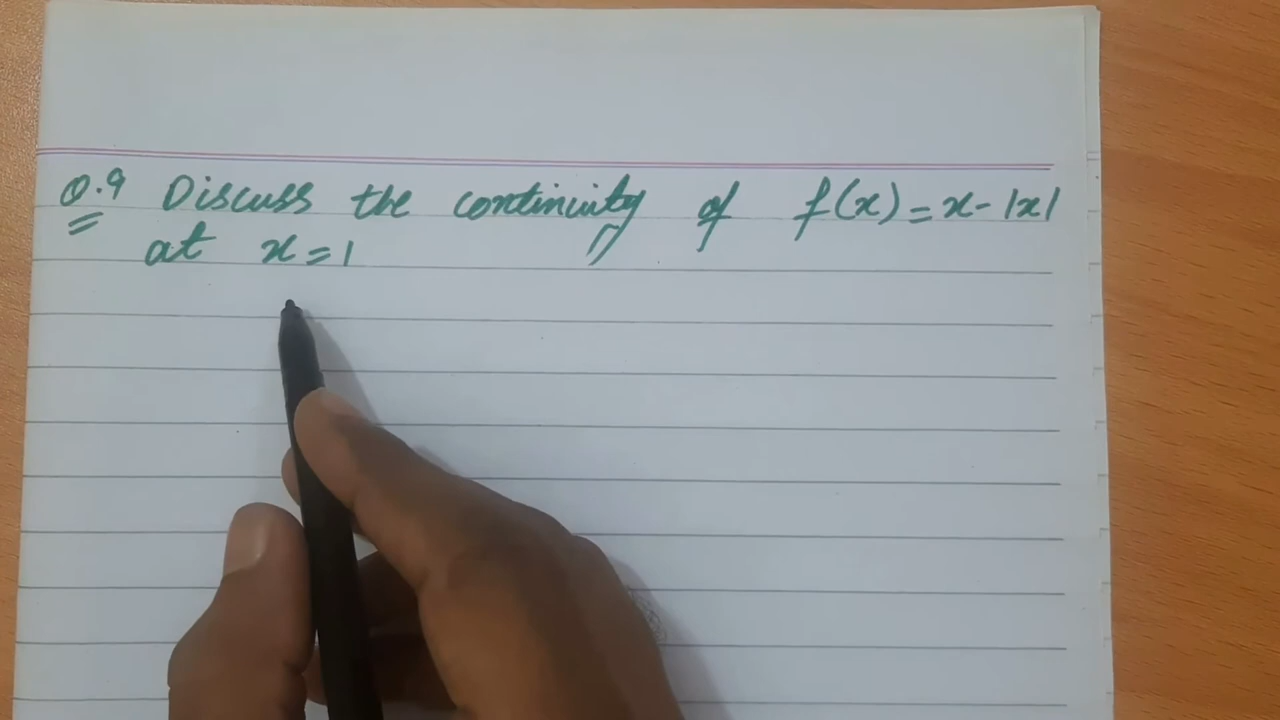 Q.9 Discuss the continuity of f(x) = x - |x|
at x = 1